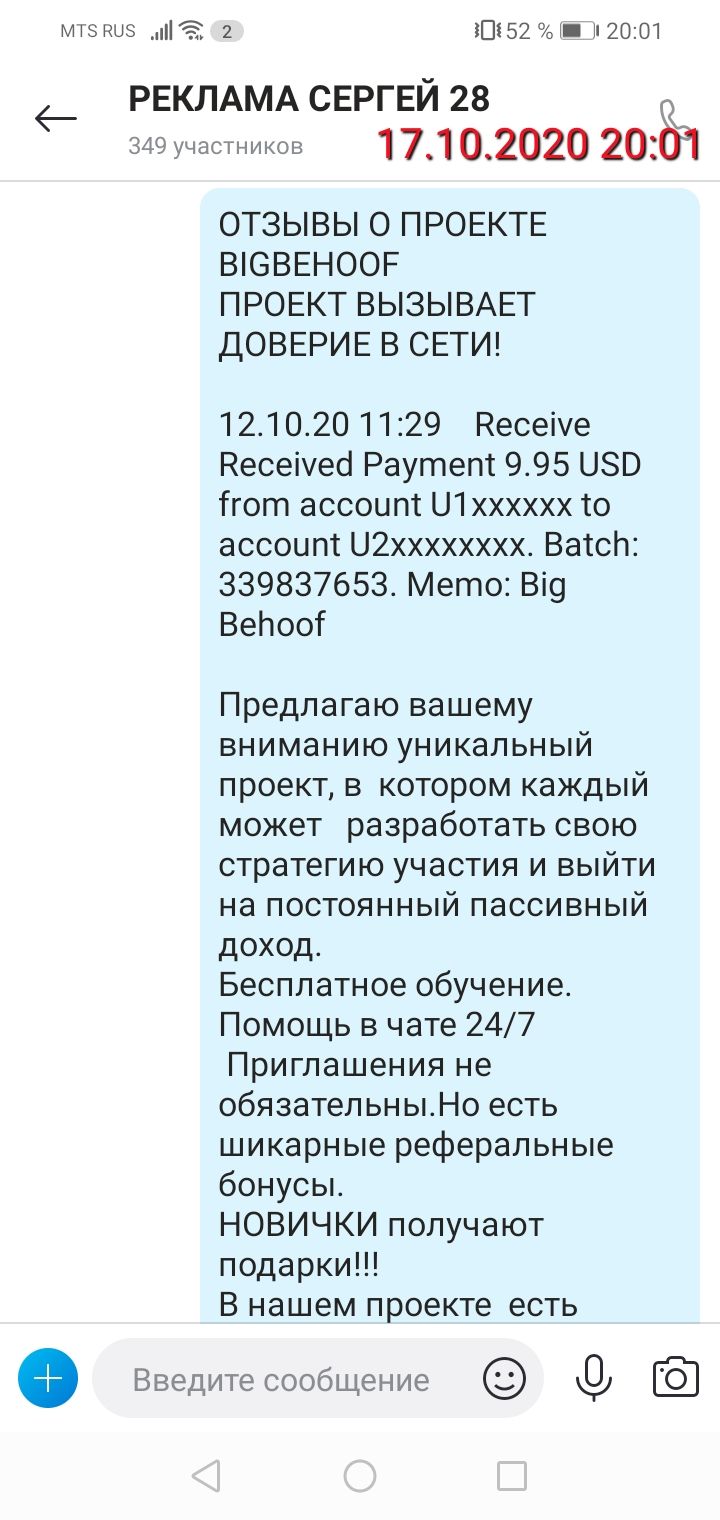 MTS RUS 2 52 % 20:01
РЕКЛАМА СЕРГЕЙ 28
349 участников
17.10.2020 20:01
ОТЗЫВЫ О ПРОЕКТЕ
BIGBEHOOF
ПРОЕКТ ВЫЗЫВАЕТ
ДОВЕРИЕ В СЕТИ!
12.10.20 11:29 Receive
Received Payment 9.95 USD
from account U1xxxxxx to
account U2xxxxxxxx. Batch:
339837653. Memo: Big
Behoof
Предлагаю вашему
вниманию уникальный
проект, в котором каждый
может разработать свою
стратегию участия и выйти
на постоянный пассивный
доход.
Бесплатное обучение.
Помощь в чате 24/7
Приглашения не
обязательны.Но есть
шикарные реферальные
бонусы.
НОВИЧКИ получают
подарки!!!
В нашем проекте есть
Введите сообщение